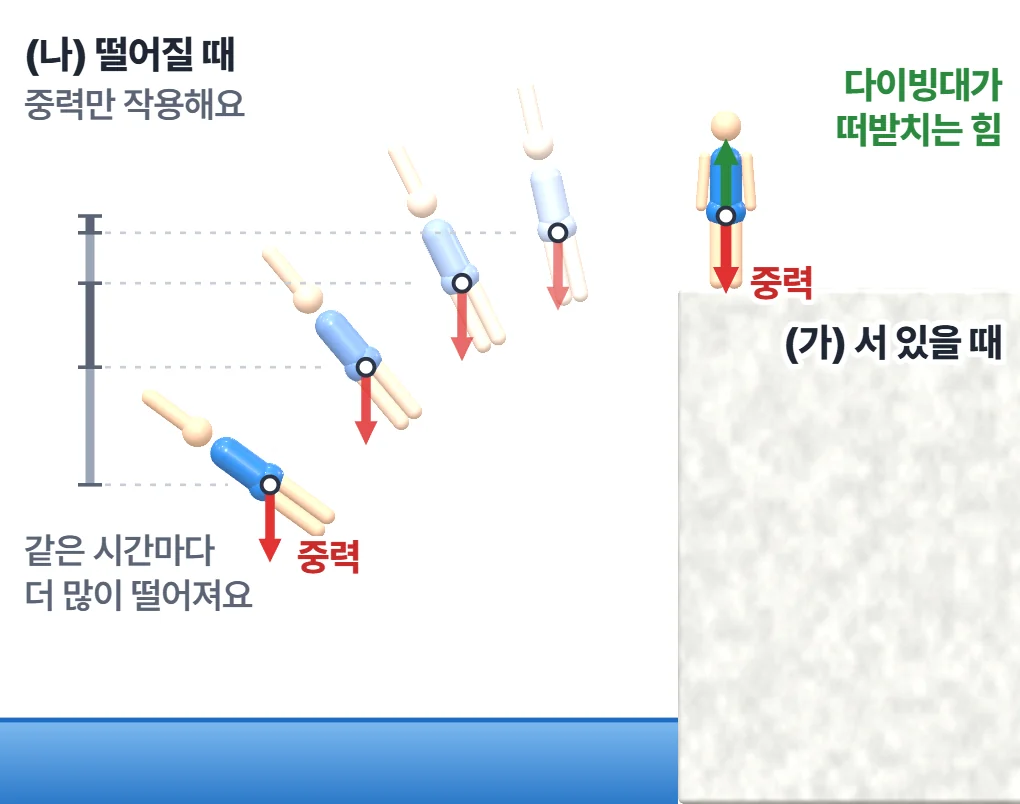 (나) 떨어질 때
중력만 작용해요
다이빙대가
떠받치는 힘
중력
(가) 서 있을 때
중력
같은 시간마다
더 많이 떨어져요